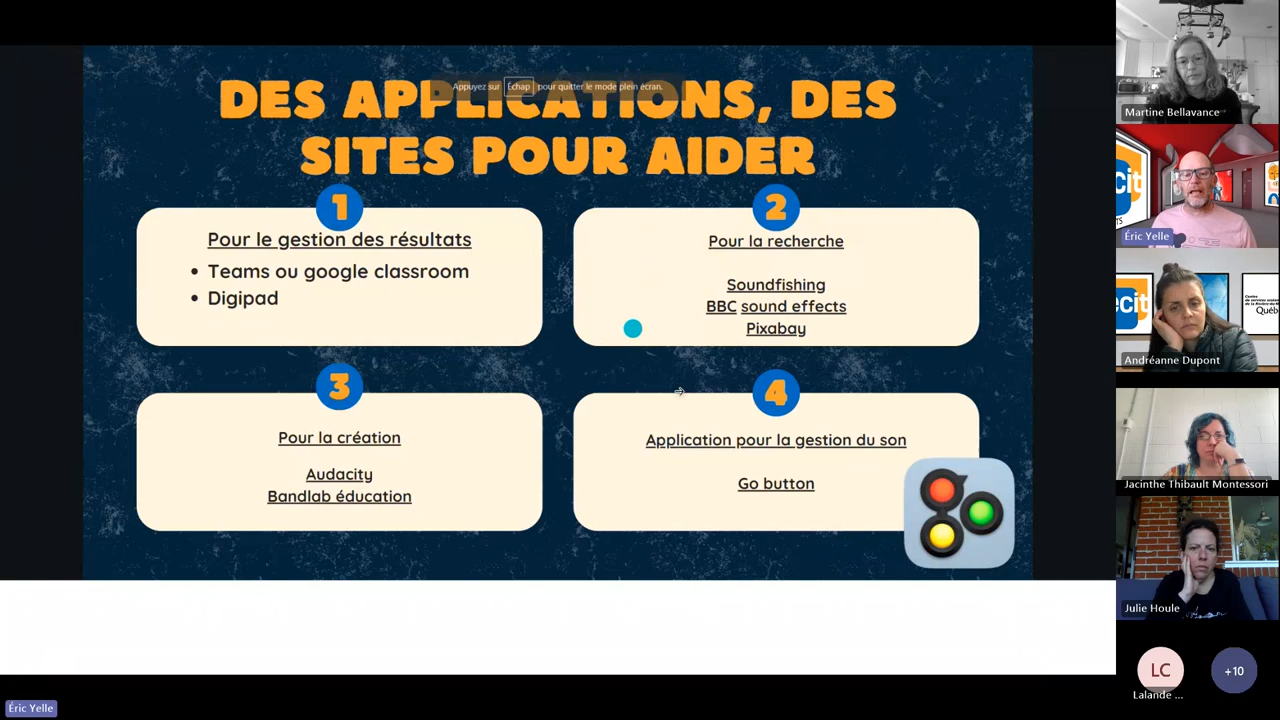 Appuyez sur Échap pour quitter le mode plein écran.
DES APPLICATIONS, DES
SITES POUR AIDER
1
Pour le gestion des résultats
• Teams ou google classroom
• Digipad
2
Pour la recherche
Soundfishing
BBC sound effects
Pixabay
3
Pour la création
Audacity
Bandlab éducation
4
Application pour la gestion du son
Go button
Martine Bellavance
cit
Éric Yelle
ecit
Québ
Andréanne Dupont
Jacinthe Thibault Montessori
Julie Houle
LC
Lalande ...
+10
Éric Yelle